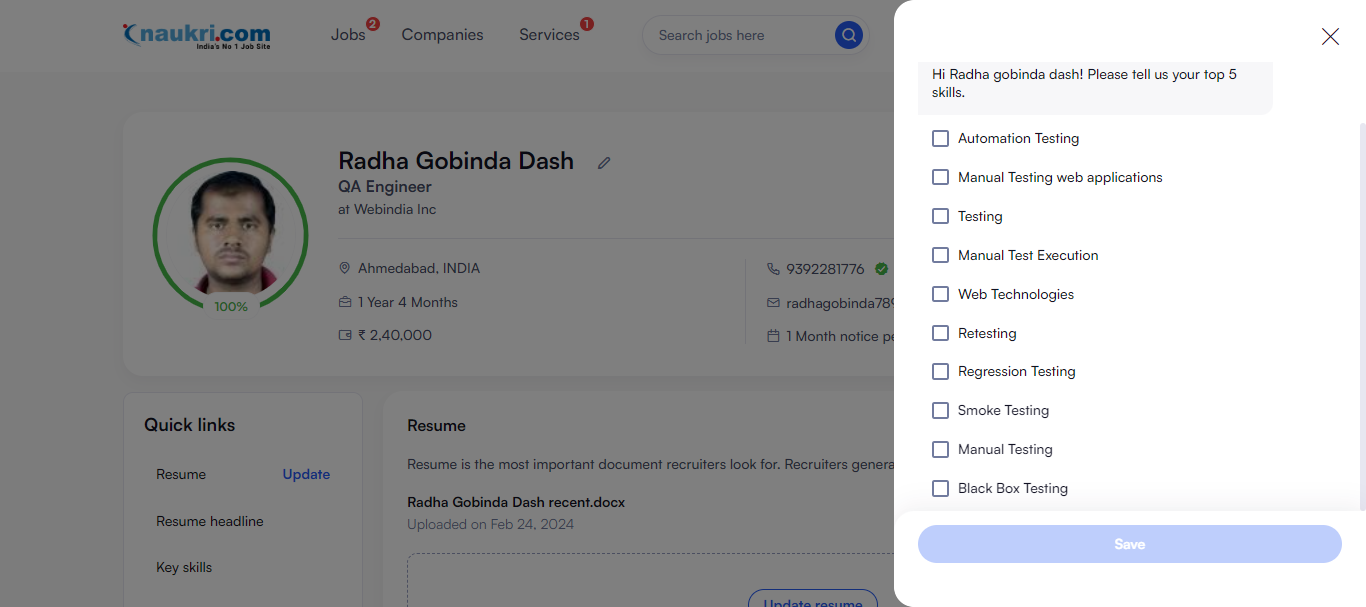 naukri.com
India's No 1 Job Site
Jobs 2
Companies
Services 1
Search jobs here
Radha Gobinda Dash
QA Engineer
at Webindia Inc
100%
Ahmedabad, INDIA
1 Year 4 Months
₹ 2,40,000
9392281776
radhagobinda789
1 Month notice pe
Quick links
Resume Update
Resume headline
Key skills
Resume
Resume is the most important document recruiters look for. Recruiters genera
Radha Gobinda Dash recent.docx
Uploaded on Feb 24, 2024
Update resume
Hi Radha gobinda dash! Please tell us your top 5
skills.
Automation Testing
Manual Testing web applications
Testing
Manual Test Execution
Web Technologies
Retesting
Regression Testing
Smoke Testing
Manual Testing
Black Box Testing
Save